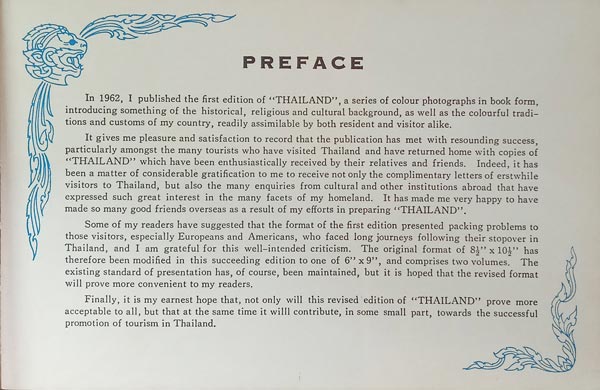 PREFACE
In 1962, I published the first edition of “THAILAND”, a series of colour photographs in book form,
introducing something of the historical, religious and cultural background, as well as the colourful tradi-
tions and customs of my country, readily assimilable by both resident and visitor alike.
It gives me pleasure and satisfaction to record that the publication has met with resounding success,
particularly amongst the many tourists who have visited Thailand and have returned home with copies of
“THAILAND” which have been enthusiastically received by their relatives and friends. Indeed, it has
been a matter of considerable gratification to me to receive not only the complimentary letters of erstwhile
visitors to Thailand, but also the many enquiries from cultural and other institutions abroad that have
expressed such great interest in the many facets of my homeland. It has made me very happy to have
made so many good friends overseas as a result of my efforts in preparing “THAILAND”.
Some of my readers have suggested that the format of the first edition presented packing problems to
those visitors, especially Europeans and Americans, who faced long journeys following their stopover in
Thailand, and I am grateful for this well-intended criticism. The original format of 8½” x 10½” has
therefore been modified in this succeeding edition to one of 6” x 9”, and comprises two volumes. The
existing standard of presentation has, of course, been maintained, but it is hoped that the revised format
will prove more convenient to my readers.
Finally, it is my earnest hope that, not only will this revised edition of “THAILAND” prove more
acceptable to all, but that at the same time it willl contribute, in some small part, towards the successful
promotion of tourism in Thailand.